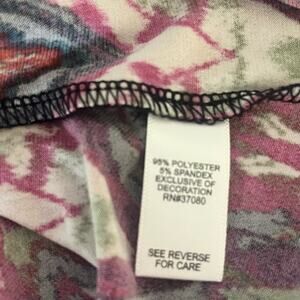 95% POLYESTER
5% SPANDEX
EXCLUSIVE OF
DECORATION
RN#37080
SEE REVERSE
FOR CARE